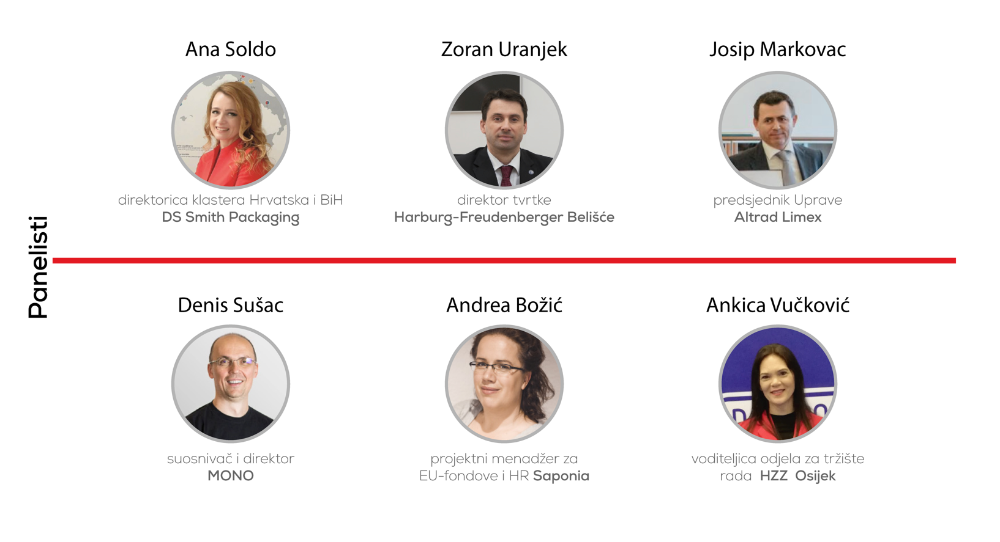 Panelisti
Ana Soldo
direktorica klastera Hrvatska i BiH
DS Smith Packaging
Zoran Uranjek
direktor tvrtke
Harburg-Freudenberger Belišće
Josip Markovac
predsjednik Uprave
Altrad Limex
Denis Sušac
suosnivač i direktor
MONO
Andrea Božić
projektni menadžer za
EU-fondove i HR Saponia
Ankica Vučković
voditeljica odjela za tržište
rada HZZ Osijek